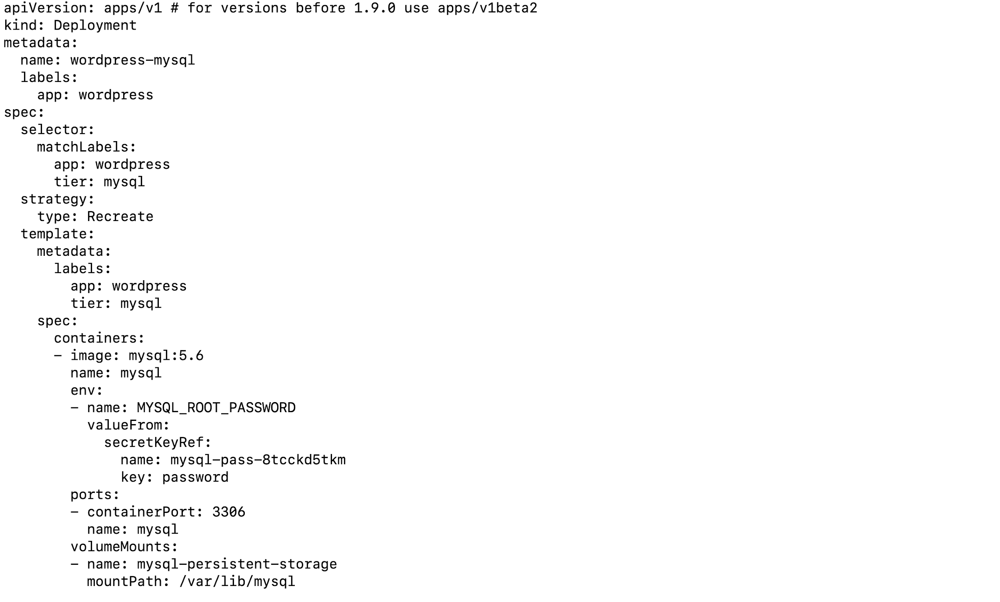 apiVersion: apps/v1 # for versions before 1.9.0 use apps/v1beta2
kind: Deployment
metadata:
  name: wordpress-mysql
  labels:
    app: wordpress
spec:
  selector:
    matchLabels:
      app: wordpress
      tier: mysql
  strategy:
    type: Recreate
  template:
    metadata:
      labels:
        app: wordpress
        tier: mysql
    spec:
      containers:
      - image: mysql:5.6
        name: mysql
        env:
        - name: MYSQL_ROOT_PASSWORD
          valueFrom:
            secretKeyRef:
              name: mysql-pass-8tcckd5tkm
              key: password
        ports:
        - containerPort: 3306
          name: mysql
        volumeMounts:
        - name: mysql-persistent-storage
          mountPath: /var/lib/mysql